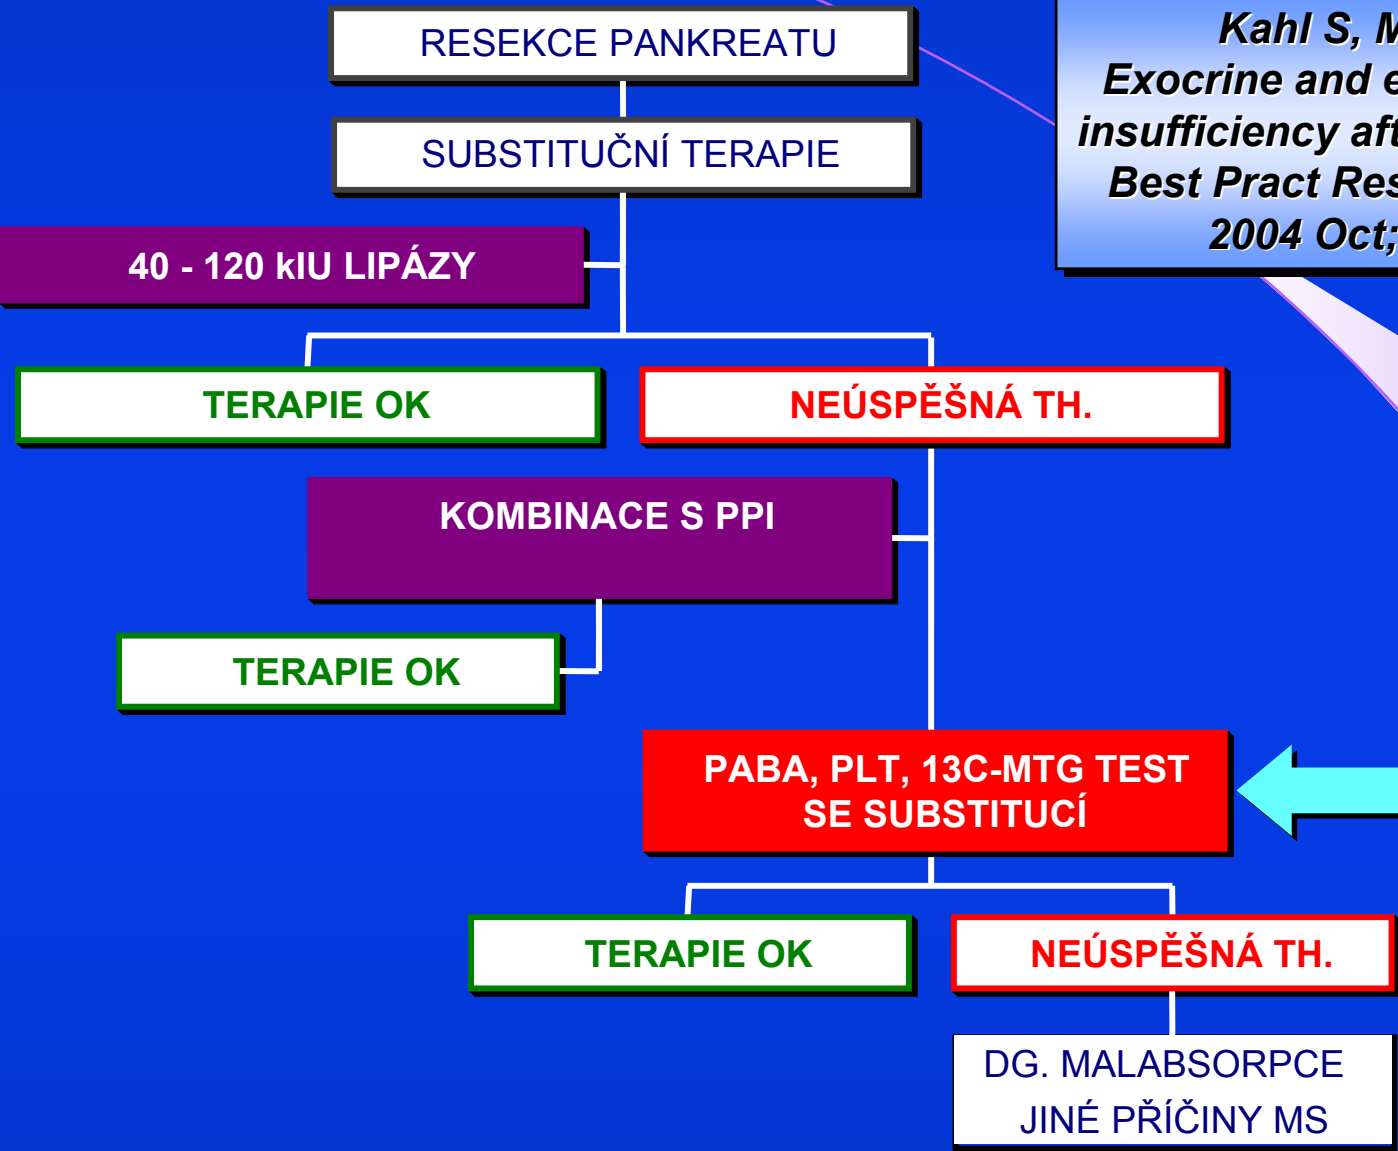 RESEKCE PANKREATU
Kahl S,
Exocrine and
insufficiency
Best Pract
2004 Oct;
SUBSTITUČNÍ TERAPIE
40 - 120 kIU LIPÁZY
TERAPIE OK
NEÚSPĚŠNÁ TH.
KOMBINACE S PPI
TERAPIE OK
PABA, PLT, 13C-MTG TEST
SE SUBSTITUCÍ
TERAPIE OK
NEÚSPĚŠNÁ TH.
DG. MALABSORPCE
JINÉ PŘÍČINY MS